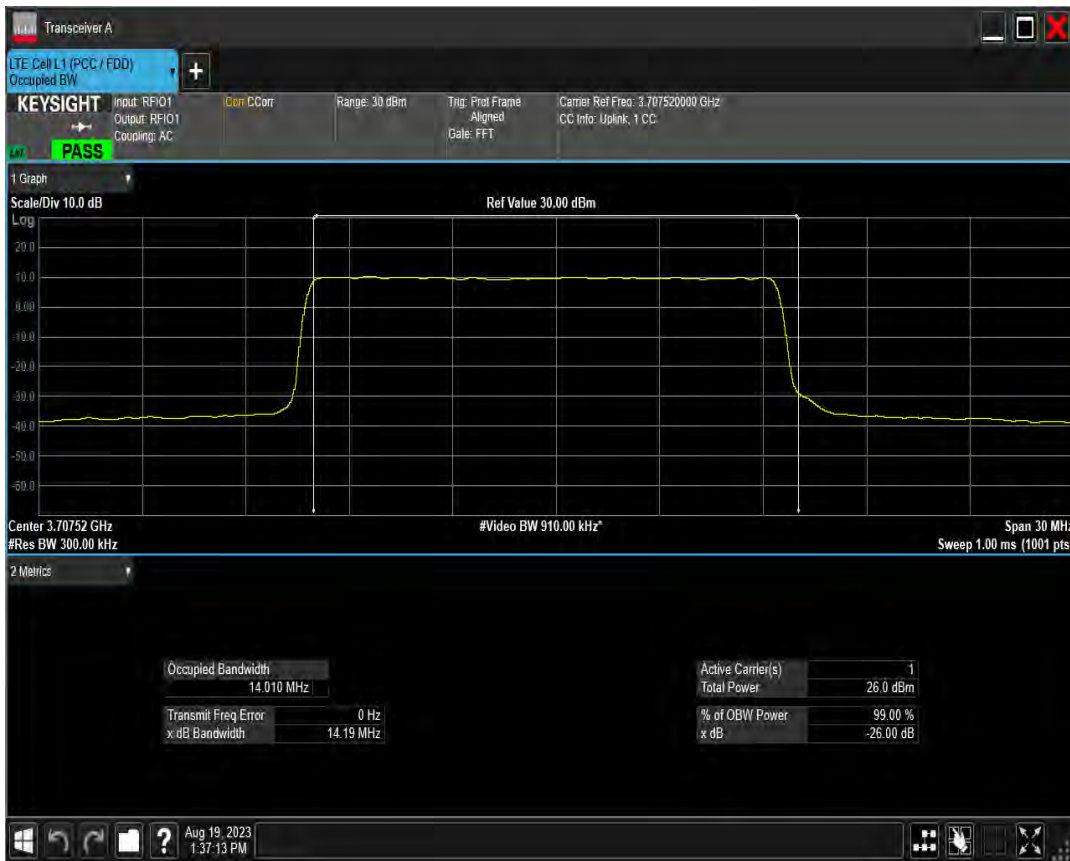 Transceiver A
LTE Cell L1 (PCC / FDD)
Occupied BW
+
KEYSIGHT
Input: RFIO1
Output: RFIO1
Coupling: AC
PASS
Corr CCorr
Range: 30 dBm
Trig: Prot Frame
Aligned
Gate: FFT
Carrier Ref Freq: 3.707520000 GHz
CC Info: Uplink, 1 CC
1 Graph
Scale/Div 10.0 dB
Ref Value 30.00 dBm
Log
20.0
10.0
0.00
-10.0
-20.0
-30.0
-40.0
-50.0
-60.0
Center 3.70752 GHz
#Video BW 910.00 kHz*
Span 30 MHz
#Res BW 300.00 kHz
Sweep 1.00 ms (1001 pts
2 Metrics
Occupied Bandwidth
14.010 MHz
Transmit Freq Error 0 Hz
x dB Bandwidth 14.19 MHz
Active Carrier(s) 1
Total Power 26.0 dBm
% of OBW Power 99.00 %
x dB -26.00 dB
?
Aug 19, 2023
1:37:13 PM